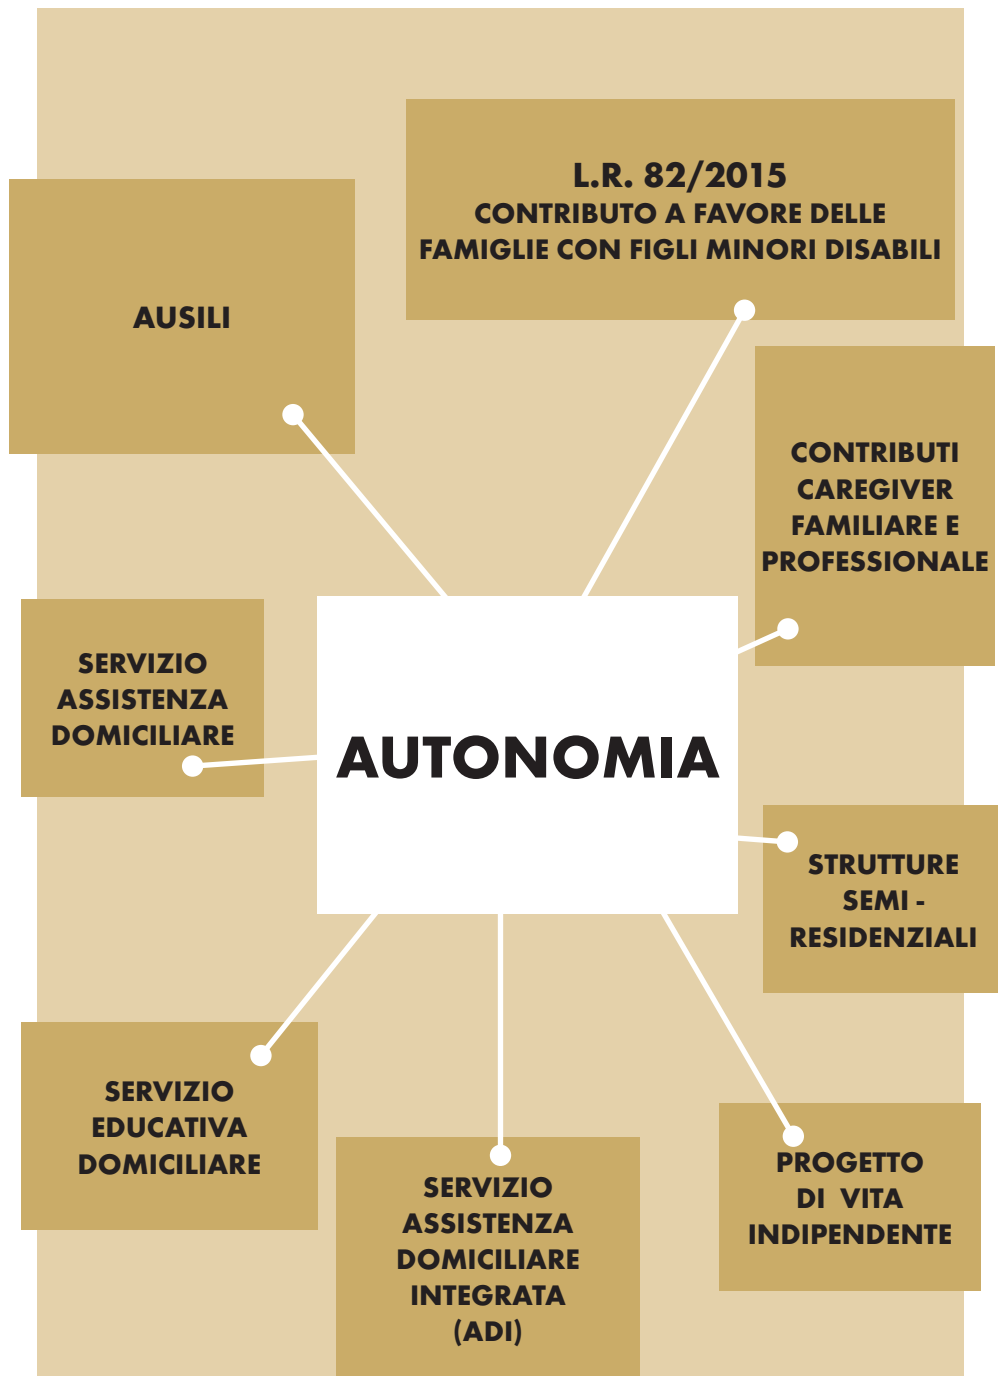 L.R. 82/2015
CONTRIBUTO A FAVORE DELLE
FAMIGLIE CON FIGLI MINORI DISABILI
AUSILI
CONTRIBUTI
CAREGIVER
FAMILIARE E
PROFESSIONALE
SERVIZIO
ASSISTENZA
DOMICILIARE
AUTONOMIA
STRUTTURE
SEMI -
RESIDENZIALI
SERVIZIO
EDUCATIVA
DOMICILIARE
SERVIZIO
ASSISTENZA
DOMICILIARE
INTEGRATA
(ADI)
PROGETTO
DI VITA
INDIPENDENTE